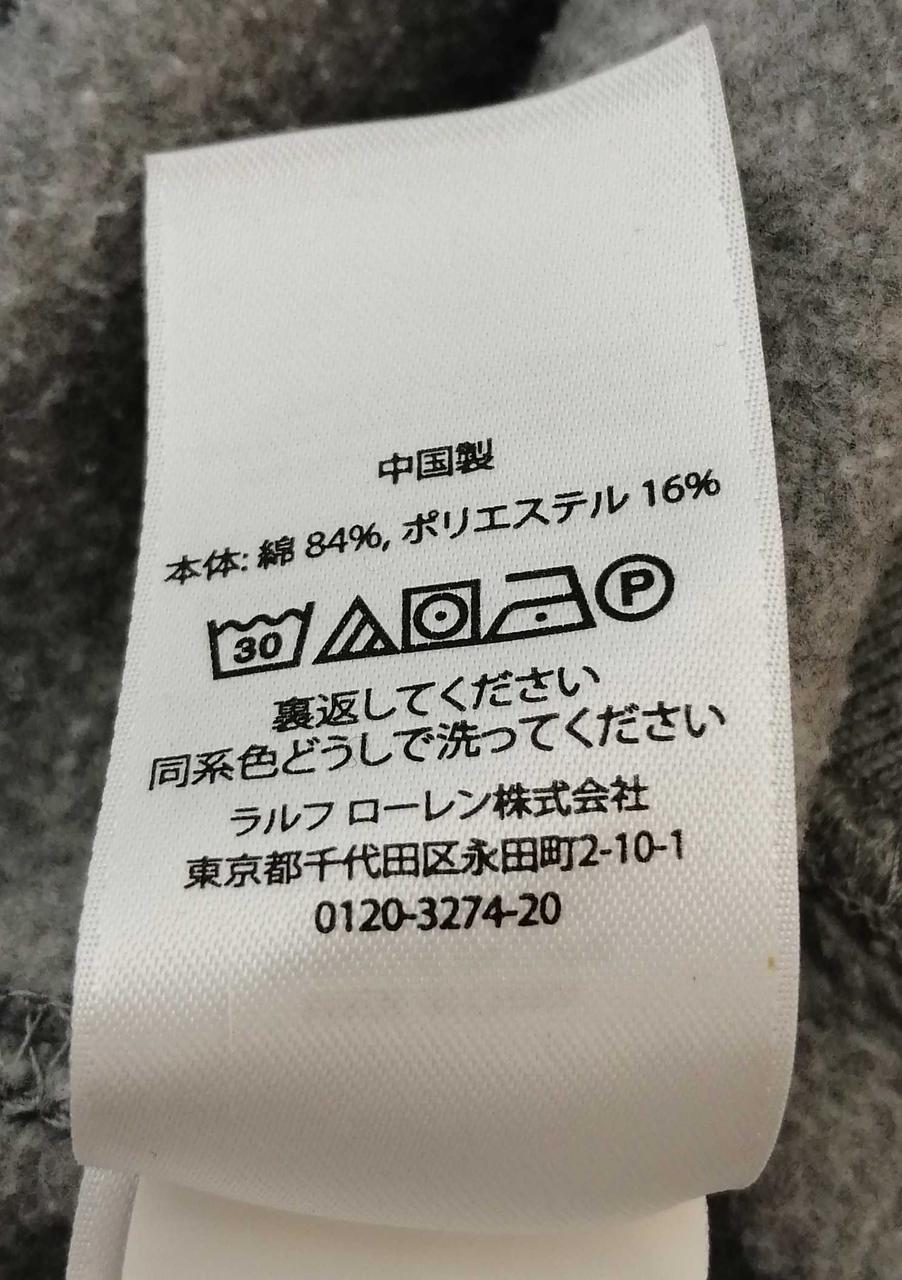 中国製
本体: 綿 84%, ポリエステル 16%
30 P
裏返してください
同系色どうしで洗ってください
ラルフ ローレン株式会社
東京都千代田区永田町2-10-1
0120-3274-20